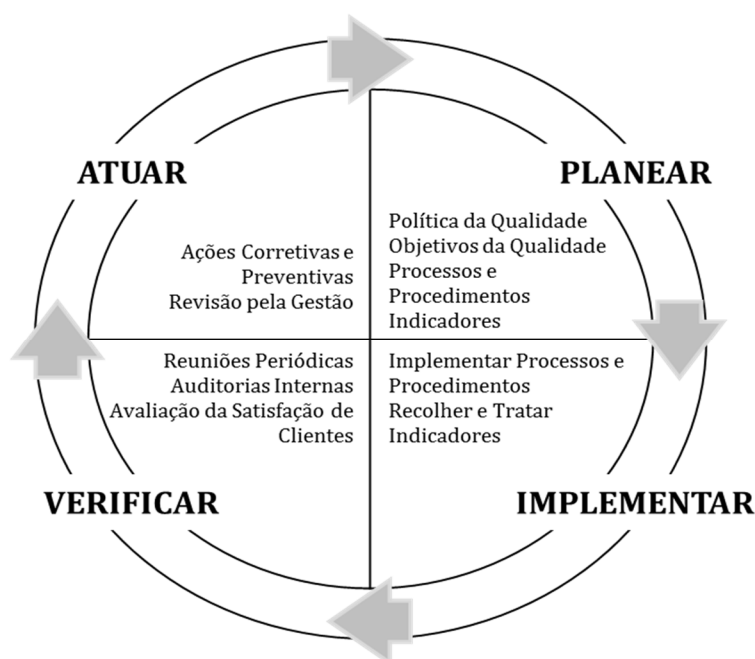 ATUAR
PLANEAR
Ações Corretivas e
Preventivas
Revisão pela Gestão
Política da Qualidade
Objetivos da Qualidade
Processos e
Procedimentos
Indicadores
Reuniões Periódicas
Auditorias Internas
Avaliação da Satisfação de
Clientes
Implementar Processos e
Procedimentos
Recolher e Tratar
Indicadores
VERIFICAR
IMPLEMENTAR